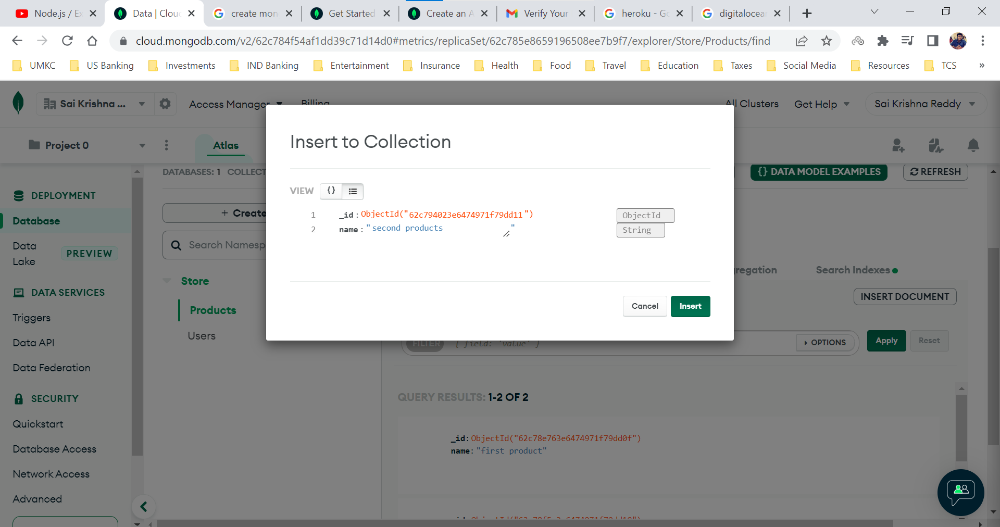 Node.js / Ex
Data | Clou
create mon
Get Started
Create an A
Verify Your
heroku - Go
digitalocea
cloud.mongodb.com/v2/62c784f54af1dd39c71d14d0#metrics/replicaSet/62c785e8659196508ee7b9f7/explorer/Store/Products/find
UMKC
US Banking
Investments
IND Banking
Entertainment
Insurance
Health
Food
Travel
Education
Taxes
Social Media
Resources
TCS
»
Sai Krishna ...
Access Manager
Billing
All Clusters
Get Help
Sai Krishna Reddy
Project 0
Atlas
DEPLOYMENT
Database
Data
Lake
PREVIEW
DATA SERVICES
Triggers
Data API
Data Federation
SECURITY
Quickstart
Database Access
Network Access
Advanced
DATABASES: 1 COLLECT
+ Create
Search Namesp
Store
Products
Users
{} DATA MODEL EXAMPLES
REFRESH
regation
Search Indexes
INSERT DOCUMENT
Insert to Collection
VIEW {}
1 _id : ObjectId("62c794023e6474971f79dd11") ObjectId
2 name : "second products" String
Cancel
Insert
FILTER { field: 'value' }
OPTIONS
Apply
Reset
QUERY RESULTS: 1-2 OF 2
_id: ObjectId("62c78e763e6474971f79dd0f")
name: "first product"